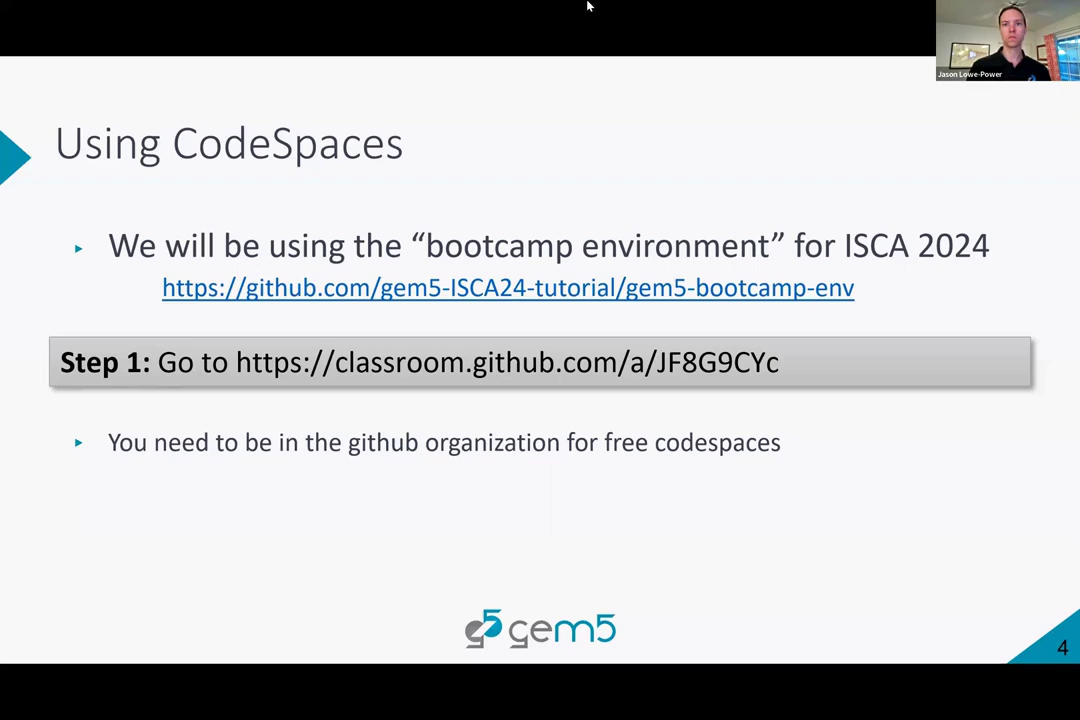 Jason Lowe-Power
Using CodeSpaces
We will be using the “bootcamp environment” for ISCA 2024
https://github.com/gem5-ISCA24-tutorial/gem5-bootcamp-env
Step 1: Go to https://classroom.github.com/a/JF8G9CYc
You need to be in the github organization for free codespaces
g5 gem5
4